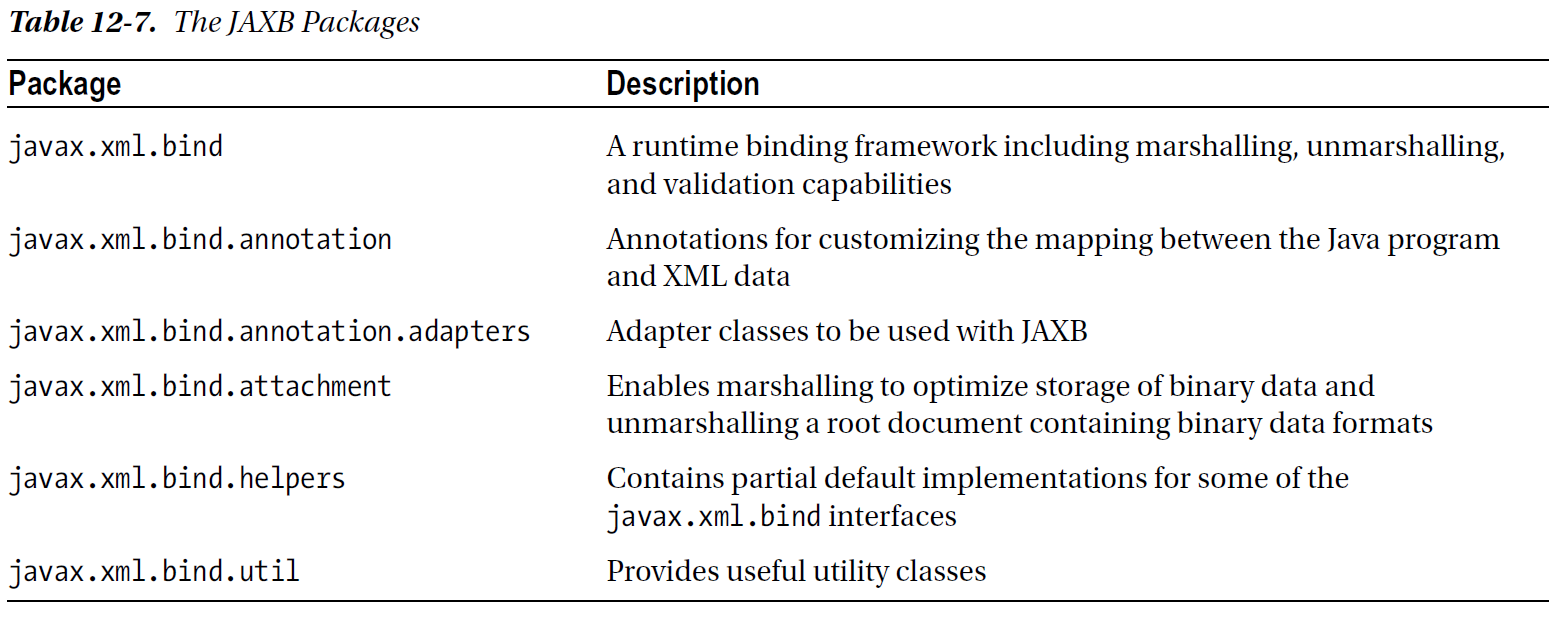 Table 12-7. The JAXB Packages
Package Description
javax.xml.bind A runtime binding framework including marshalling, unmarshalling,
and validation capabilities
javax.xml.bind.annotation Annotations for customizing the mapping between the Java program
and XML data
javax.xml.bind.annotation.adapters Adapter classes to be used with JAXB
javax.xml.bind.attachment Enables marshalling to optimize storage of binary data and
unmarshalling a root document containing binary data formats
javax.xml.bind.helpers Contains partial default implementations for some of the
javax.xml.bind interfaces
javax.xml.bind.util Provides useful utility classes